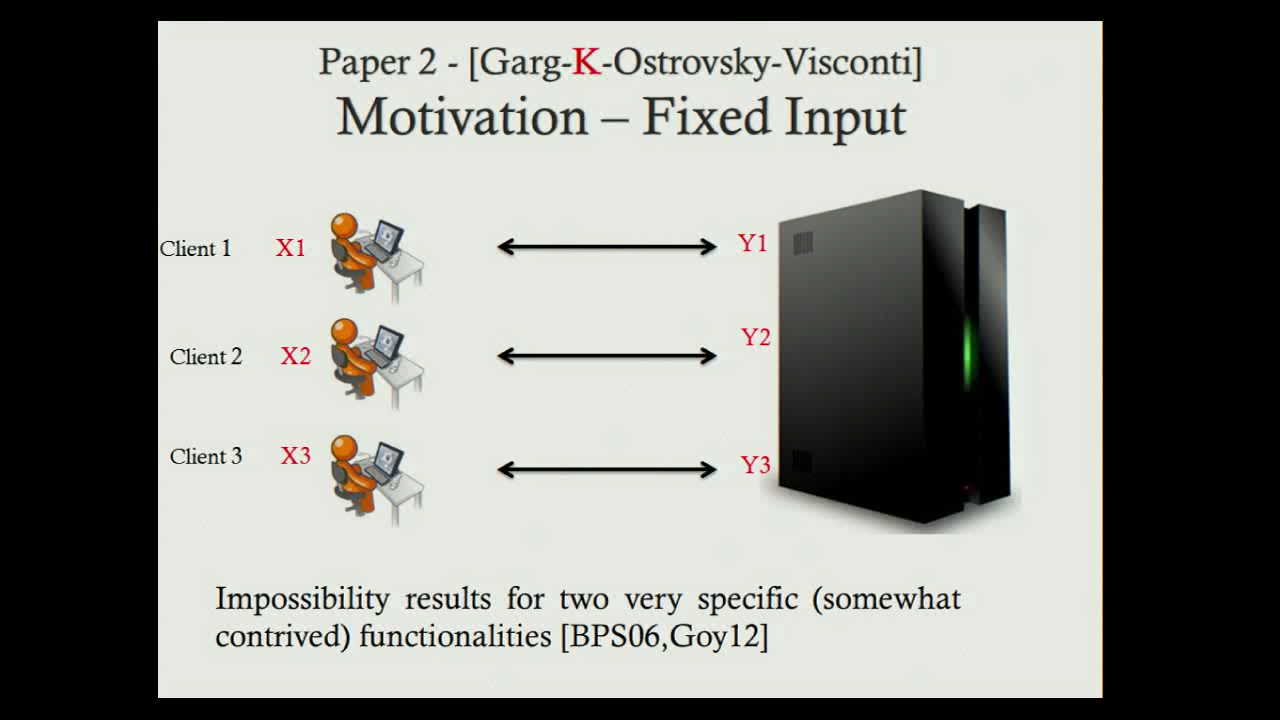 Paper 2 - [Garg-K-Ostrovsky-Visconti]
Motivation – Fixed Input
Client 1 X1 Y1
Client 2 X2 Y2
Client 3 X3 Y3
Impossibility results for two very specific (somewhat
contrived) functionalities [BPS06,Goy12]